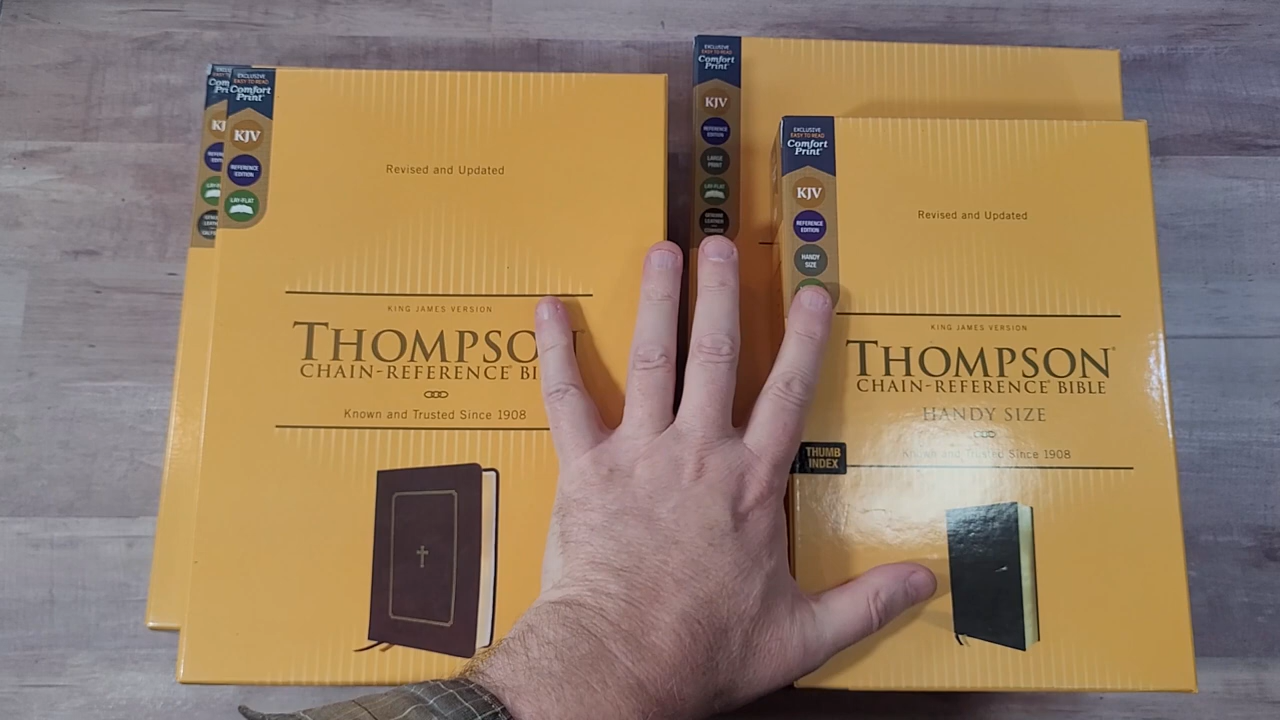 EXCLUSIVE
EASY TO READ
Comfort
Print®
KJV
REFERENCE
EDITION
LAY-FLAT
Revised and Updated
KING JAMES VERSION
THOMPSO
CHAIN-REFERENCE® BI
Known and Trusted Since 1908
EXCLUSIVE
EASY TO READ
Comfort
Print®
KJV
REFERENCE
EDITION
LARGE
PRINT
LAY-FLAT
GENUINE
LEATHER
EXCLUSIVE
EASY TO READ
Comfort
Print®
KJV
REFERENCE
EDITION
HANDY
SIZE
Revised and Updated
KING JAMES VERSION
THOMPSON®
CHAIN-REFERENCE® BIBLE
HANDY SIZE
Known and Trusted Since 1908
THUMB
INDEX